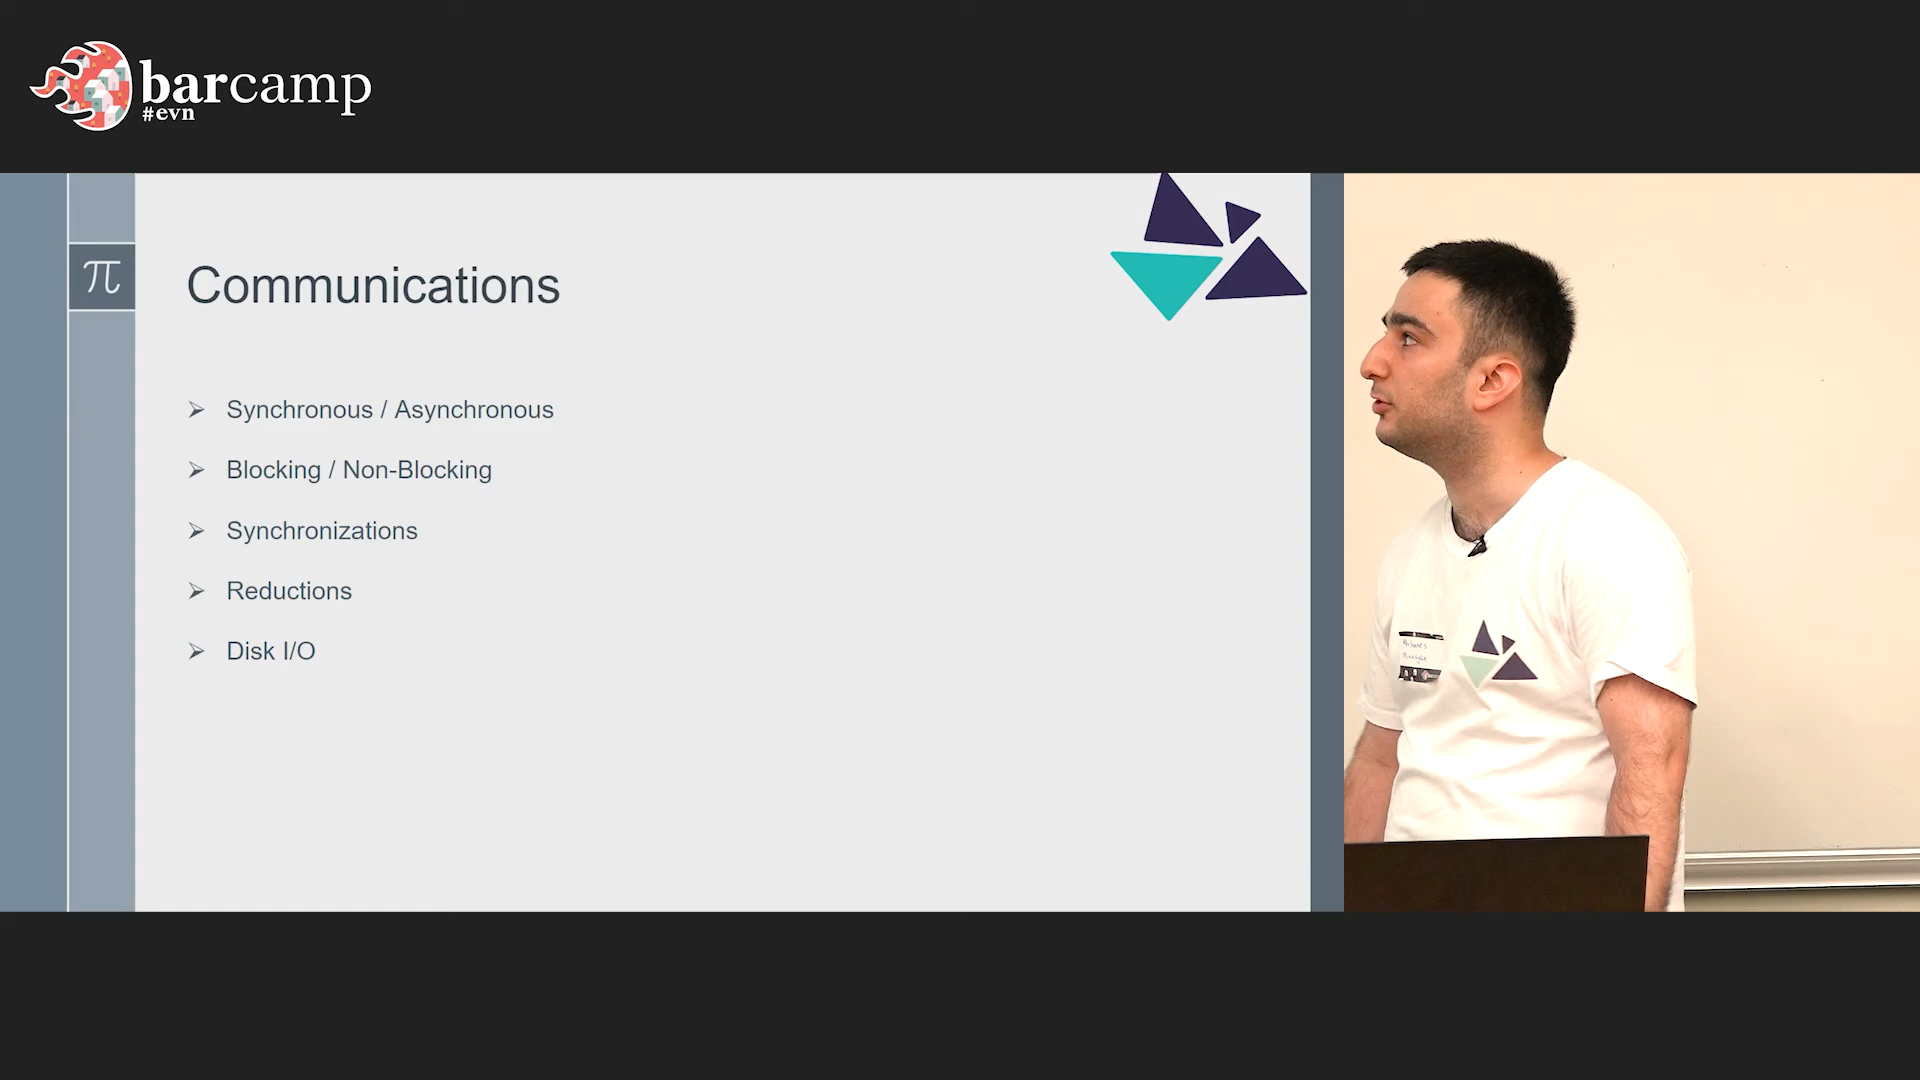 barcamp
#evn
π
Communications
➢ Synchronous / Asynchronous
➢ Blocking / Non-Blocking
➢ Synchronizations
➢ Reductions
➢ Disk I/O